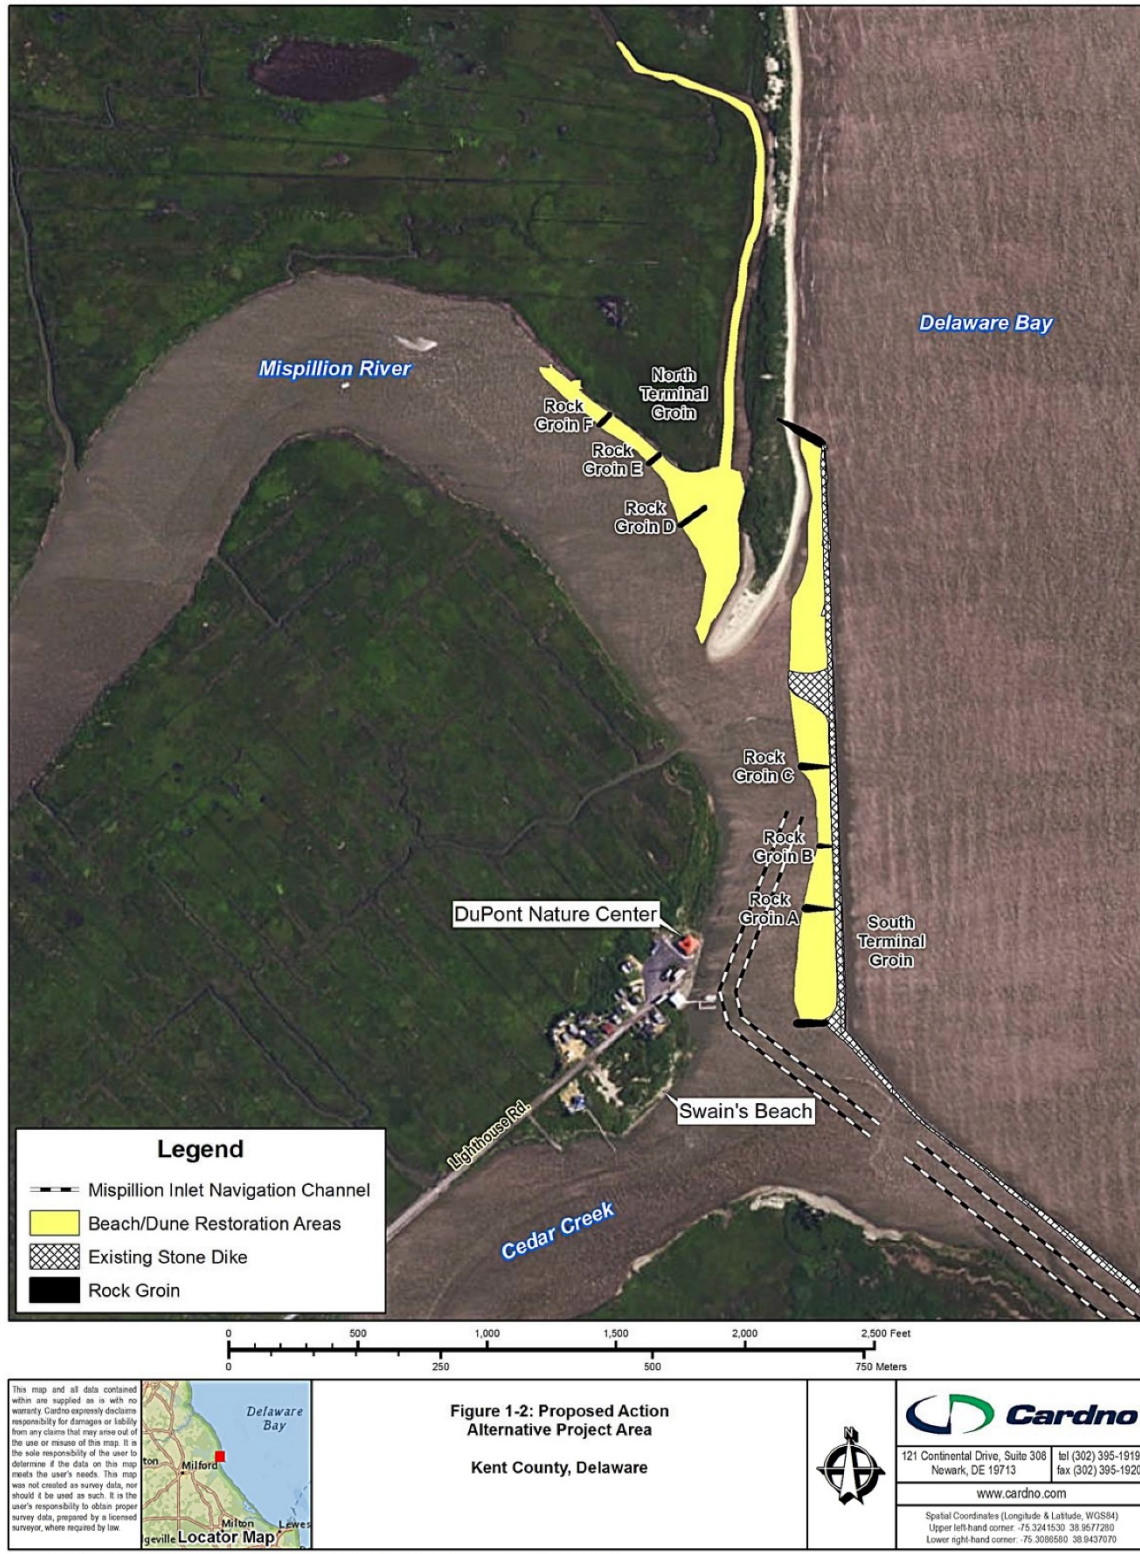 Delaware Bay
Mispillion River
North
Terminal
Groin
Rock
Groin F
Rock
Groin E
Rock
Groin D
Rock
Groin C
Rock
Groin B
Rock
Groin A
DuPont Nature Center
South
Terminal
Groin
Swain's Beach
Lighthouse Rd.
Cedar Creek
Legend
Mispillion Inlet Navigation Channel
Beach/Dune Restoration Areas
Existing Stone Dike
Rock Groin
0 500 1,000 1,500 2,000 2,500 Feet
0 250 500 750 Meters
This map and all data contained
within are supplied as is with no
warranty. Cardno expressly disclaims
responsibility for damages or liability
from any claims that may arise out of
the use or misuse of this map. It is
the sole responsibility of the user to
determine if the data on this map
meets the user's needs. This map
was not created as survey data, nor
should it be used as such. It is the
user's responsibility to obtain proper
survey data, prepared by a licensed
surveyor, where required by law.
Delaware
Bay
ton
Milford
Milton
Lewes
geville
Locator Map
Figure 1-2: Proposed Action
Alternative Project Area
Kent County, Delaware
N
Cardno
121 Continental Drive, Suite 308
Newark, DE 19713
tel (302) 395-1919
fax (302) 395-1920
www.cardno.com
Spatial Coordinates (Longitude & Latitude, WGS84)
Upper left-hand corner: -75.3241530 38.9577280
Lower right-hand corner: -75.3086580 38.9437070